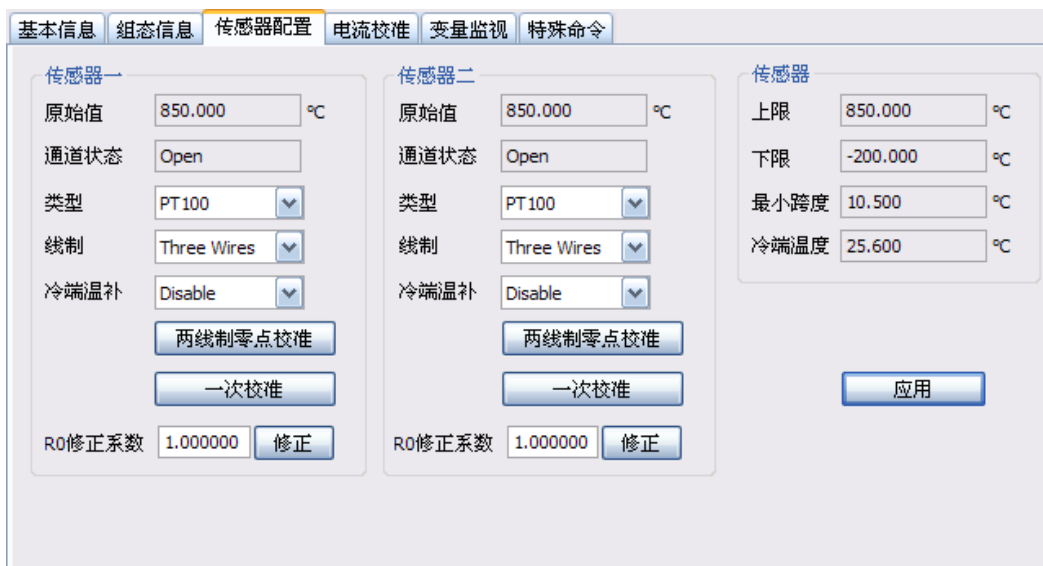 基本信息 组态信息 传感器配置 电流校准 变量监视 特殊命令
传感器一
原始值 850.000 ℃
通道状态 Open
类型 PT100
线制 Three Wires
冷端温补 Disable
两线制零点校准
一次校准
R0修正系数 1.000000 修正
传感器二
原始值 850.000 ℃
通道状态 Open
类型 PT100
线制 Three Wires
冷端温补 Disable
两线制零点校准
一次校准
R0修正系数 1.000000 修正
传感器
上限 850.000 ℃
下限 -200.000 ℃
最小跨度 10.500 ℃
冷端温度 25.600 ℃
应用